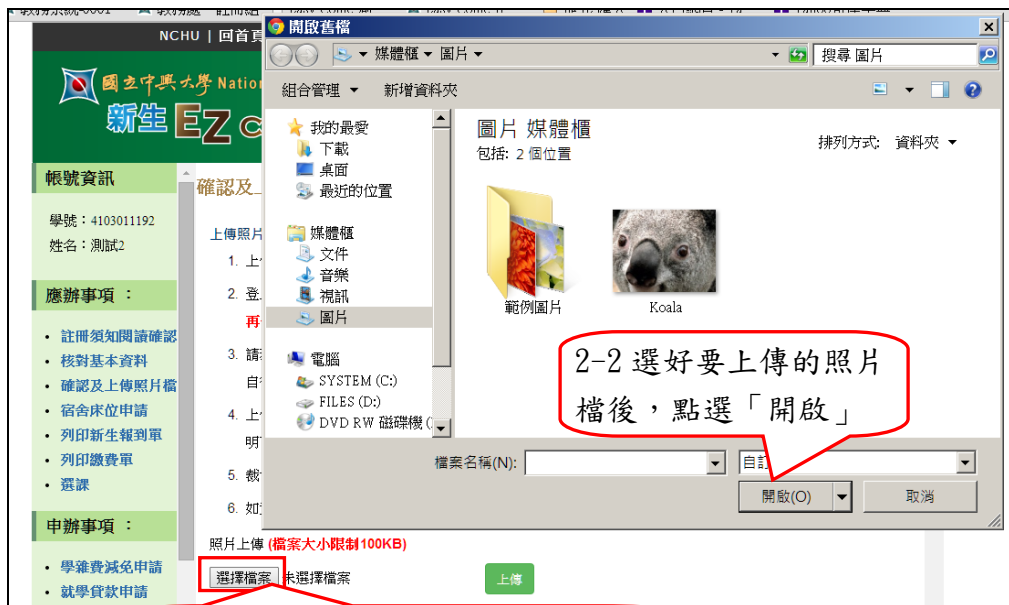 NCHU | 回首頁
國立中興大學 Natio
新生 EZ C
帳號資訊
學號：4103011192
姓名：測試2
應辦事項 ：
• 註冊須知閱讀確認
• 核對基本資料
• 確認及上傳照片檔
• 宿舍床位申請
• 列印新生報到單
• 列印繳費單
• 選課
申辦事項 ：
• 學雜費減免申請
• 就學貸款申請
確認及
上傳照片
1. 上
2. 登
再
3. 請
自
4. 上
明
5. 裁
6. 如
照片上傳 (檔案大小限制100KB)
選擇檔案 未選擇檔案
上傳
開啟舊檔
媒體櫃 圖片
搜尋 圖片
組合管理 新增資料夾
我的最愛
下載
桌面
最近的位置
媒體櫃
文件
音樂
視訊
圖片
電腦
SYSTEM (C:)
FILES (D:)
DVD RW 磁碟機 (
圖片 媒體櫃
包括: 2 個位置
排列方式: 資料夾
範例圖片
Koala
2-2 選好要上傳的照片
檔後，點選「開啟」
檔案名稱(N):
自訂
開啟(O)
取消